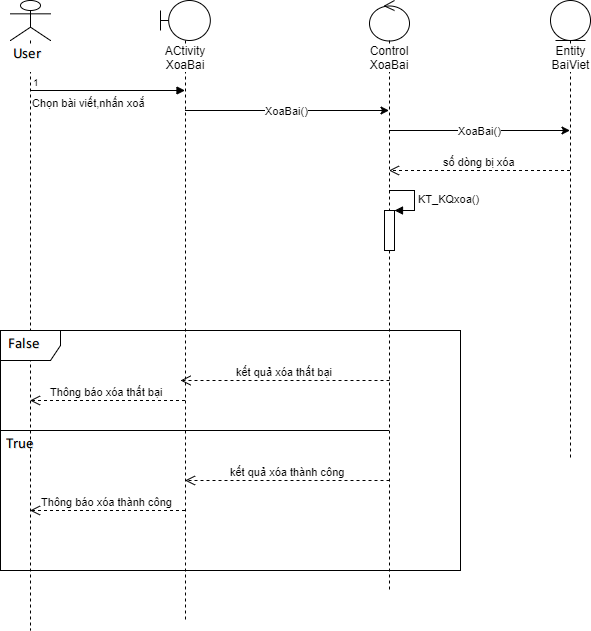 User
ACtivity
XoaBai
Control
XoaBai
Entity
BaiViet
1
Chọn bài viết,nhấn xoắ
XoaBai()
XoaBai()
số dòng bị xóa
KT_KQxoa()
False
kết quả xóa thất bại
Thông báo xóa thất bại
True
kết quả xóa thành công
Thông báo xóa thành công